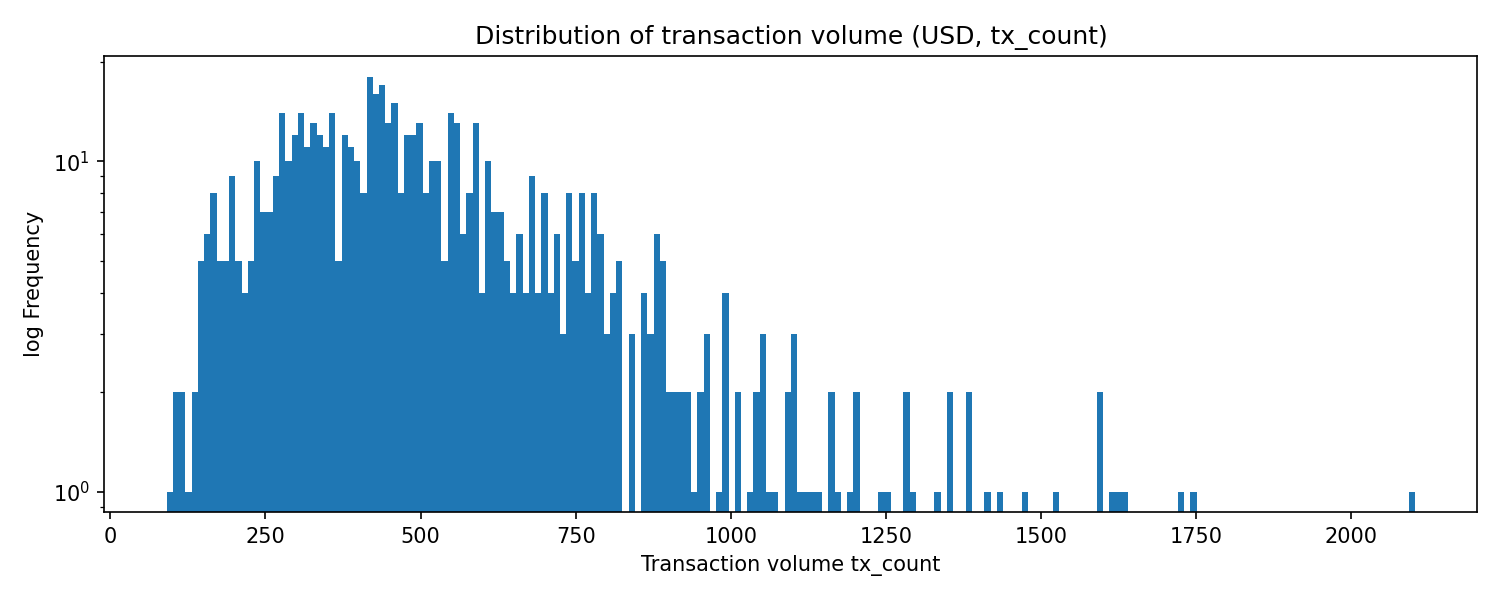 Distribution of transaction volume (USD, tx_count)
log Frequency
10¹
10⁰
0 250 500 750 1000 1250 1500 1750 2000
Transaction volume tx_count